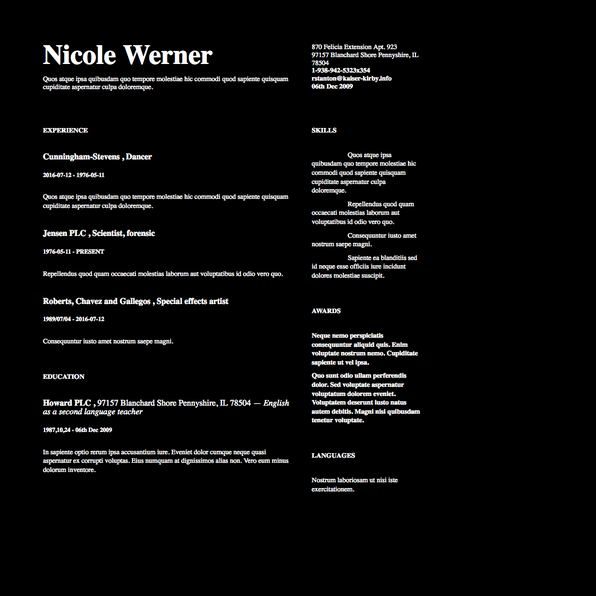 Nicole Werner
Quos atque ipsa quibusdam quo tempore molestiae hic commodi quod sapiente quisquam
cupiditate aspernatur culpa doloremque.
870 Felicia Extension Apt. 923
97157 Blanchard Shore Pennyshire, IL
78504
1-938-942-5323x354
rstanton@kaiser-kirby.info
06th Dec 2009
EXPERIENCE
Cunningham-Stevens , Dancer
2016-07-12 - 1976-05-11
Quos atque ipsa quibusdam quo tempore molestiae hic commodi quod sapiente quisquam
cupiditate aspernatur culpa doloremque.
Jensen PLC , Scientist, forensic
1976-05-11 - PRESENT
Repellendus quod quam occaecati molestias laborum aut voluptatibus id odio vero quo.
Roberts, Chavez and Gallegos , Special effects artist
1989/07/04 - 2016-07-12
Consequuntur iusto amet nostrum saepe magni.
EDUCATION
Howard PLC , 97157 Blanchard Shore Pennyshire, IL 78504 — English
as a second language teacher
1987,10,24 - 06th Dec 2009
In sapiente optio rerum ipsa accusantium iure. Eveniet dolor cumque neque quasi
aspernatur ex corrupti voluptas. Eius numquam at dignissimos alias non. Vero eum minus
dolorum inventore.
SKILLS
Quos atque ipsa
quibusdam quo tempore molestiae hic
commodi quod sapiente quisquam
cupiditate aspernatur culpa
doloremque.
Repellendus quod quam
occaecati molestias laborum aut
voluptatibus id odio vero quo.
Consequuntur iusto amet
nostrum saepe magni.
Sapiente ea blanditiis sed
id neque esse officiis iure incidunt
dolores molestiae suscipit.
AWARDS
Neque nemo perspiciatis
consequuntur aliquid quis. Enim
voluptate nostrum nemo. Cupiditate
sapiente ut vel ipsa.
Quo sunt odio ullam perferendis
dolor. Sed voluptate aspernatur
voluptatum dolorem eveniet.
Voluptatem deserunt iusto natus
autem debitis. Magni nisi quibusdam
tenetur voluptate.
LANGUAGES
Nostrum laboriosam ut nisi iste
exercitationem.